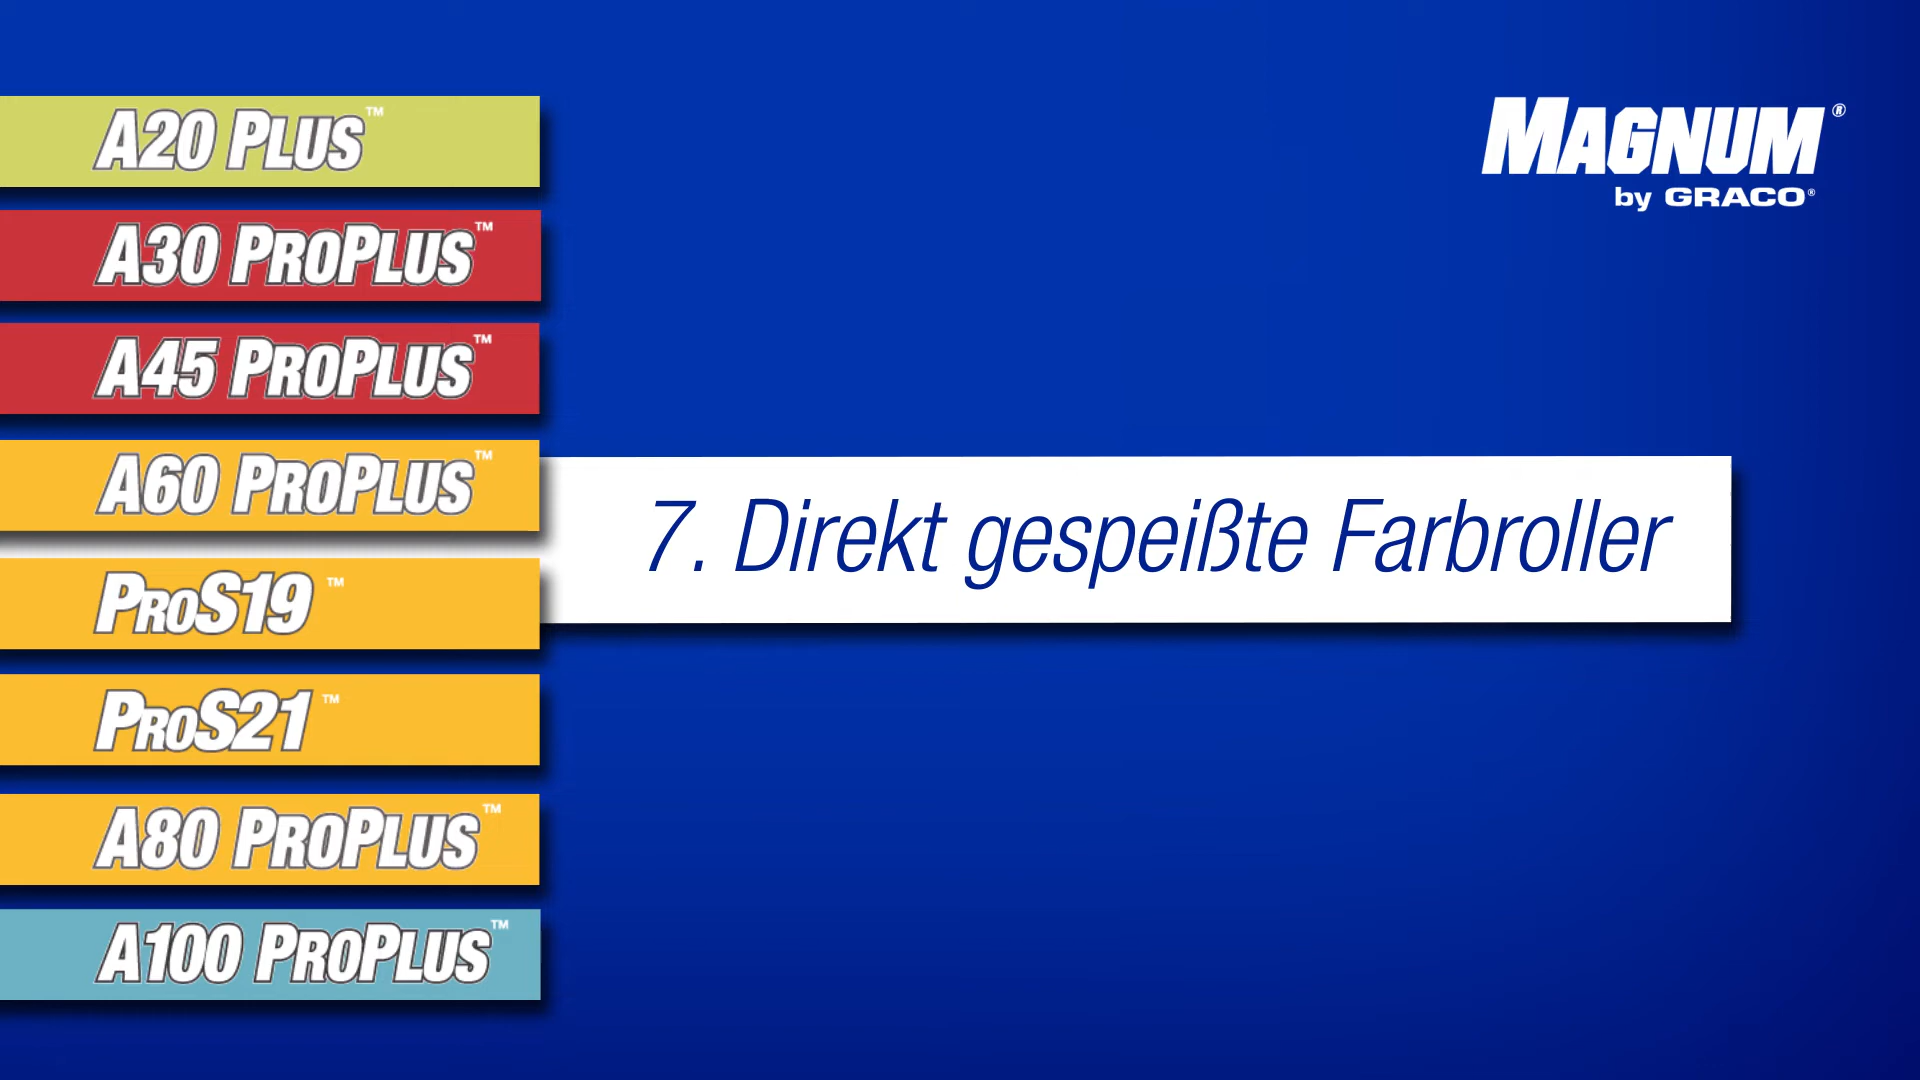 A20 PLUS™
A30 PROPLUS™
A45 PROPLUS™
A60 PROPLUS™
PROS19™
PROS21™
A80 PROPLUS™
A100 PROPLUS™
MAGNUM®
by GRACO®
7. Direkt gespeißte Farbroller